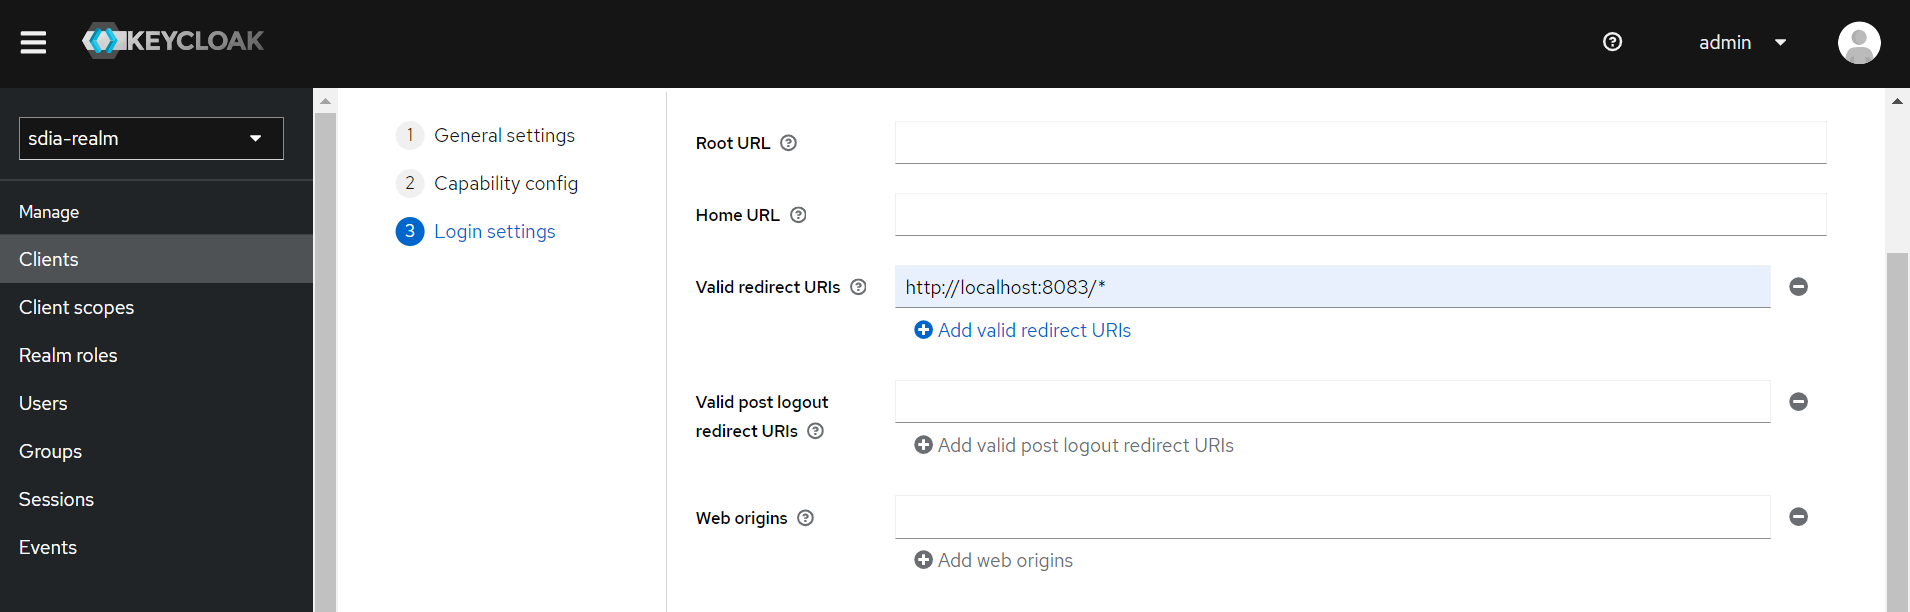 KEYCLOAK
admin
sdia-realm
Manage
Clients
Client scopes
Realm roles
Users
Groups
Sessions
Events
1 General settings
2 Capability config
3 Login settings
Root URL
Home URL
Valid redirect URIs
http://localhost:8083/*
Add valid redirect URIs
Valid post logout
redirect URIs
Add valid post logout redirect URIs
Web origins
Add web origins